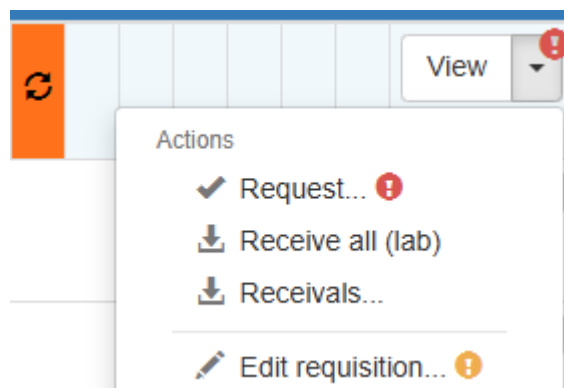 View
Actions
Request...
Receive all (lab)
Receivals...
Edit requisition...